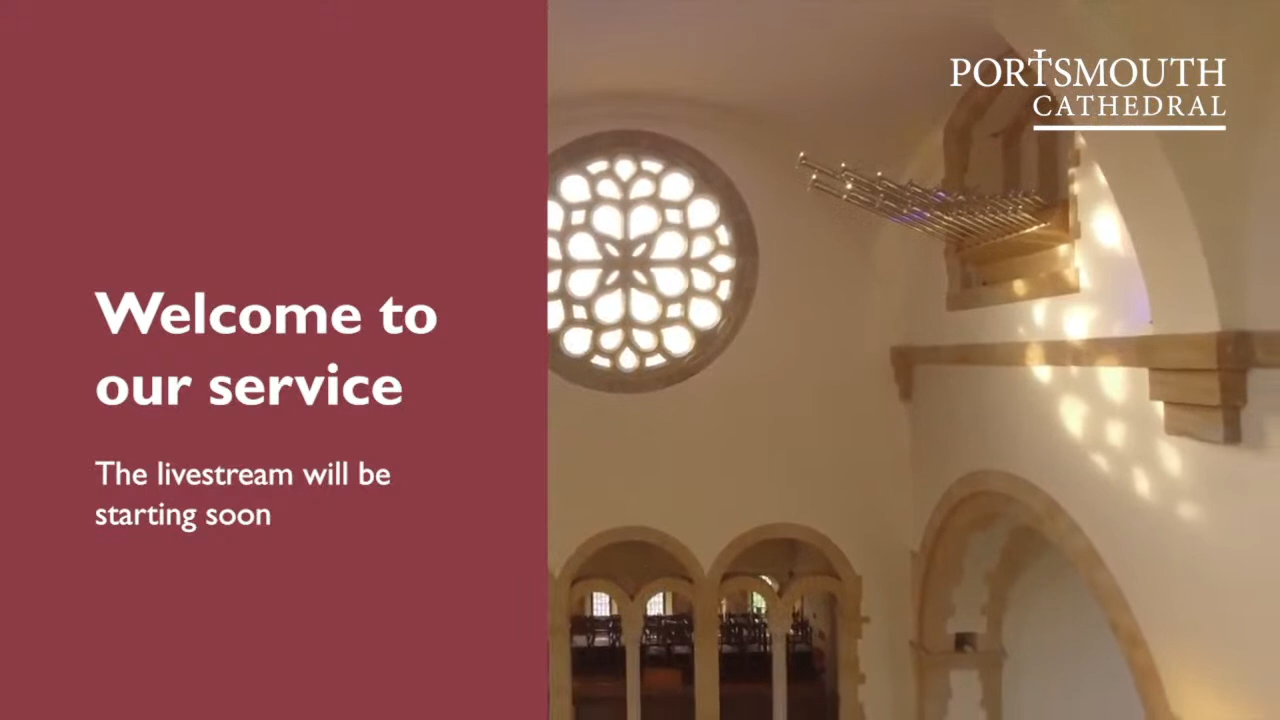 PORTSMOUTH
CATHEDRAL
Welcome to
our service
The livestream will be
starting soon